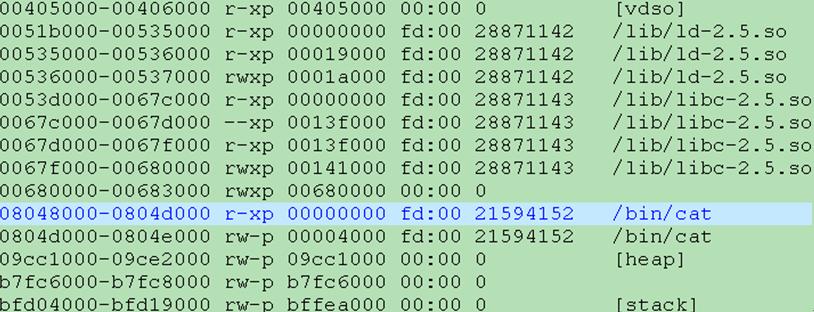 00405000-00406000 r-xp 00405000 00:00 0 [vdso]
0051b000-00535000 r-xp 00000000 fd:00 28871142 /lib/ld-2.5.so
00535000-00536000 r-xp 00019000 fd:00 28871142 /lib/ld-2.5.so
00536000-00537000 rwxp 0001a000 fd:00 28871142 /lib/ld-2.5.so
0053d000-0067c000 r-xp 00000000 fd:00 28871143 /lib/libc-2.5.so
0067c000-0067d000 --xp 0013f000 fd:00 28871143 /lib/libc-2.5.so
0067d000-0067f000 r-xp 0013f000 fd:00 28871143 /lib/libc-2.5.so
0067f000-00680000 rwxp 00141000 fd:00 28871143 /lib/libc-2.5.so
00680000-00683000 rwxp 00680000 00:00 0
08048000-0804d000 r-xp 00000000 fd:00 21594152 /bin/cat
0804d000-0804e000 rw-p 00004000 fd:00 21594152 /bin/cat
09cc1000-09ce2000 rw-p 09cc1000 00:00 0 [heap]
b7fc6000-b7fc8000 rw-p b7fc6000 00:00 0
bfd04000-bfd19000 rw-p bffea000 00:00 0 [stack]